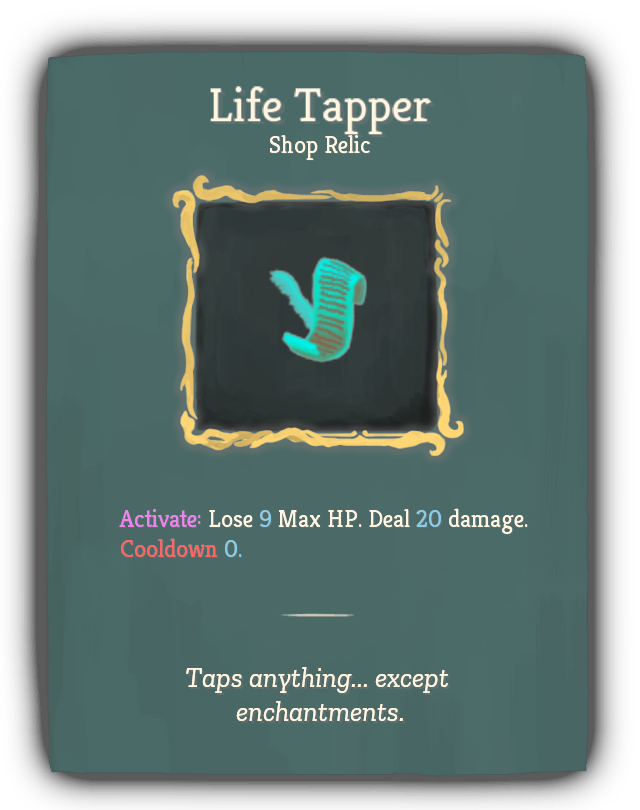 Life Tapper
Shop Relic
Activate: Lose 9 Max HP. Deal 20 damage.
Cooldown 0.
Taps anything... except
enchantments.